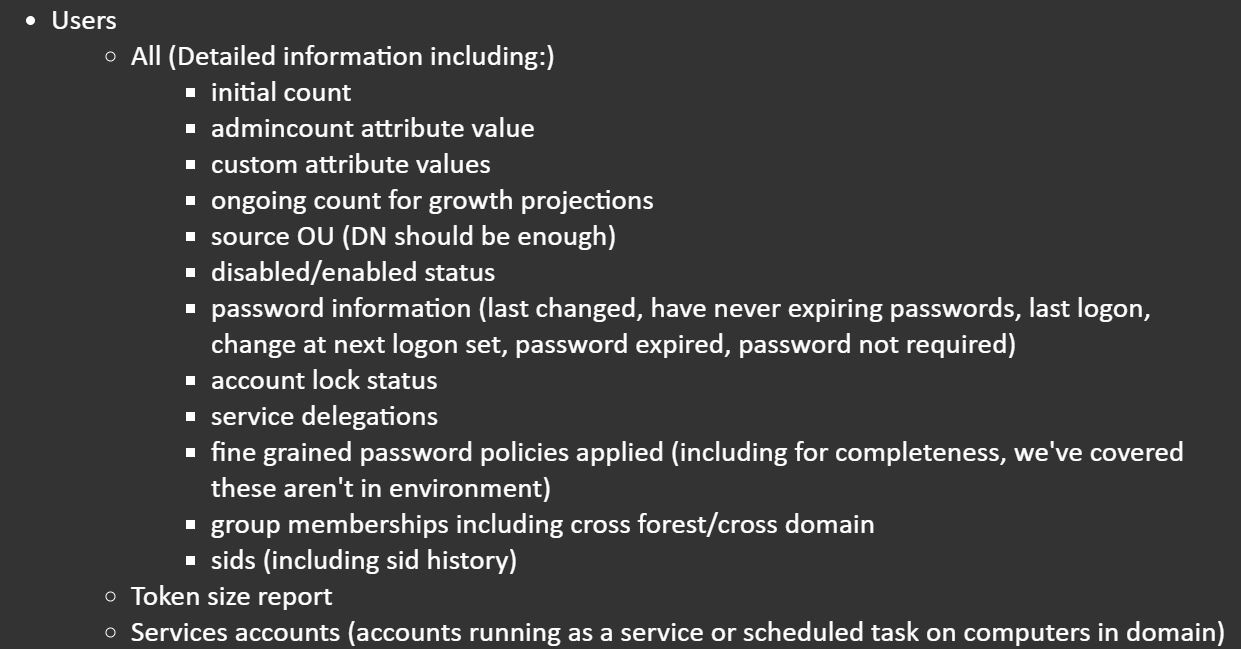 Users
All (Detailed information including:)
initial count
admincount attribute value
custom attribute values
ongoing count for growth projections
source OU (DN should be enough)
disabled/enabled status
password information (last changed, have never expiring passwords, last logon,
change at next logon set, password expired, password not required)
account lock status
service delegations
fine grained password policies applied (including for completeness, we've covered
these aren't in environment)
group memberships including cross forest/cross domain
sids (including sid history)
Token size report
Services accounts (accounts running as a service or scheduled task on computers in domain)